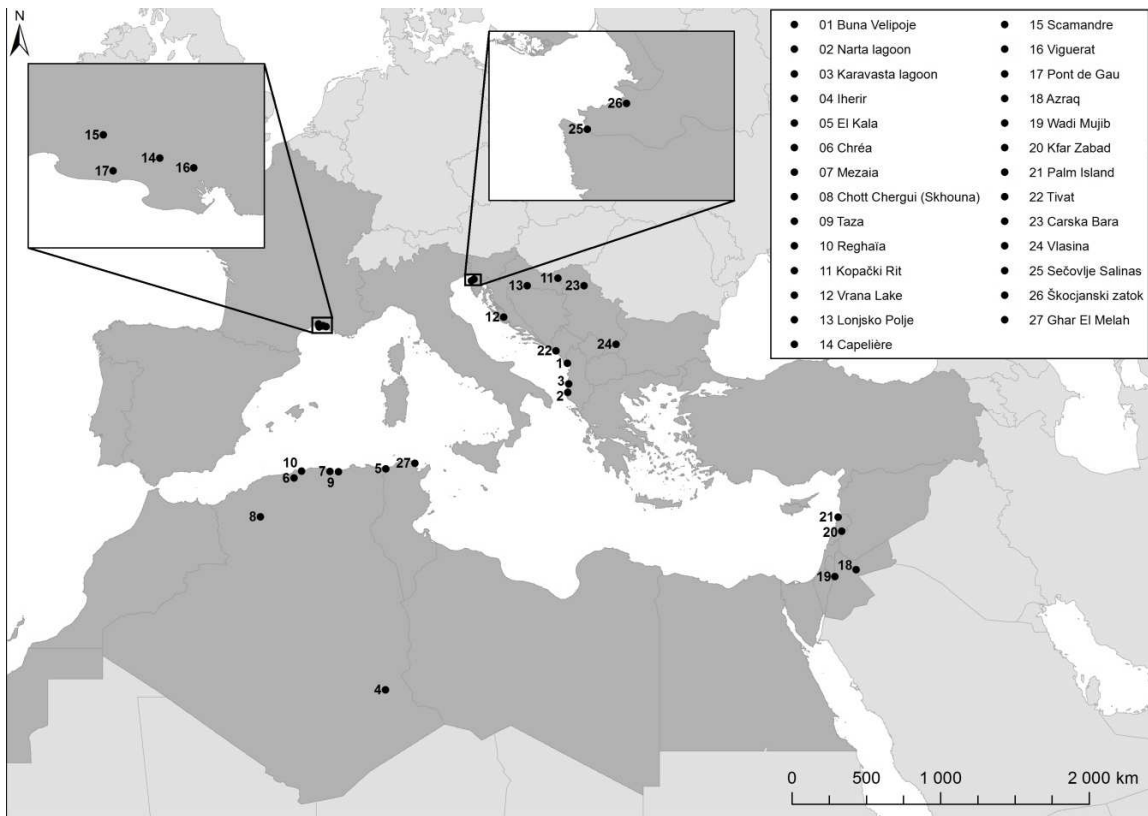 N
01 Buna Velipoje
02 Narta lagoon
03 Karavasta lagoon
04 Iherir
05 El Kala
06 Chréa
07 Mezaia
08 Chott Chergui (Skhouna)
09 Taza
10 Reghaïa
11 Kopački Rit
12 Vrana Lake
13 Lonjsko Polje
14 Capelière
15 Scamandre
16 Viguerat
17 Pont de Gau
18 Azraq
19 Wadi Mujib
20 Kfar Zabad
21 Palm Island
22 Tivat
23 Carska Bara
24 Vlasina
25 Sečovlje Salinas
26 Škocjanski zatok
27 Ghar El Melah
15
14
17
16
26
25
11
13
23
12
22
24
1
3
2
10
7
5
27
6
9
8
21
20
18
19
4
0 500 1 000 2 000 km